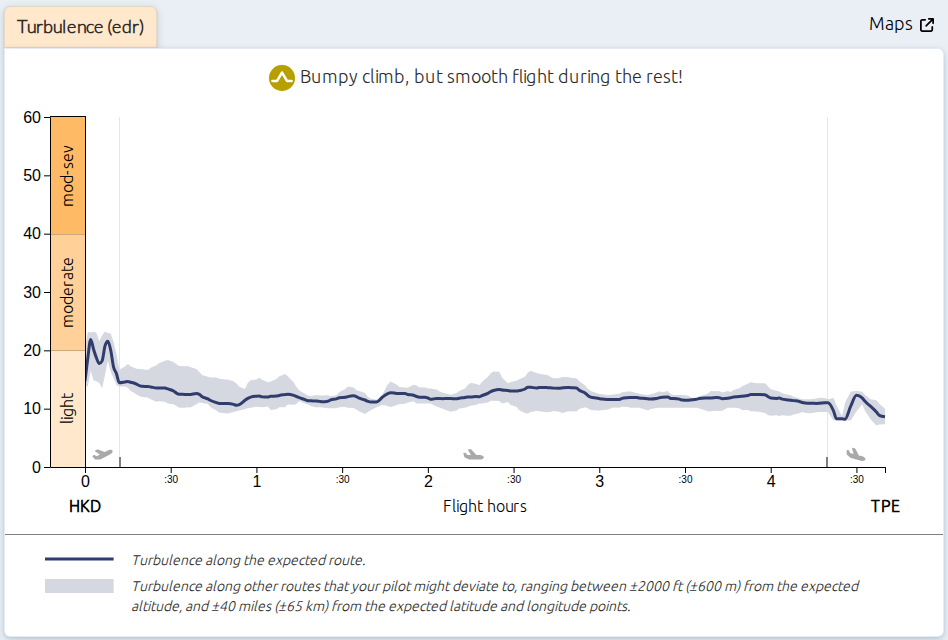 Turbulence (edr)
Maps
Bumpy climb, but smooth flight during the rest!
60
50
40
30
20
10
0
mod-sev
moderate
light
0 :30 1 :30 2 :30 3 :30 4 :30
HKD Flight hours TPE
Turbulence along the expected route.
Turbulence along other routes that your pilot might deviate to, ranging between ±2000 ft (±600 m) from the expected
altitude, and ±40 miles (±65 km) from the expected latitude and longitude points.